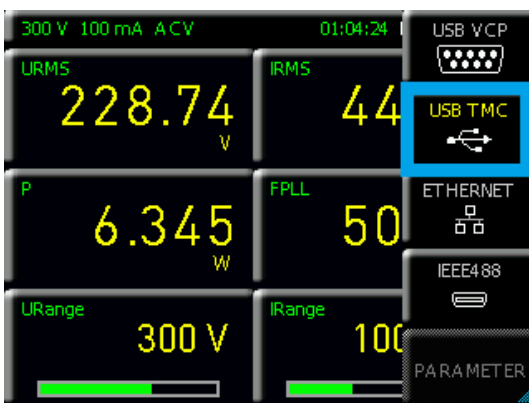 300 V 100 mA ACV 01:04:24
URMS
228.74
V
IRMS
44
P
6.345
W
FPLL
50
URange
300 V
IRange
100
USB VCP
USB TMC
ETHERNET
IEEE488
PARAMETER